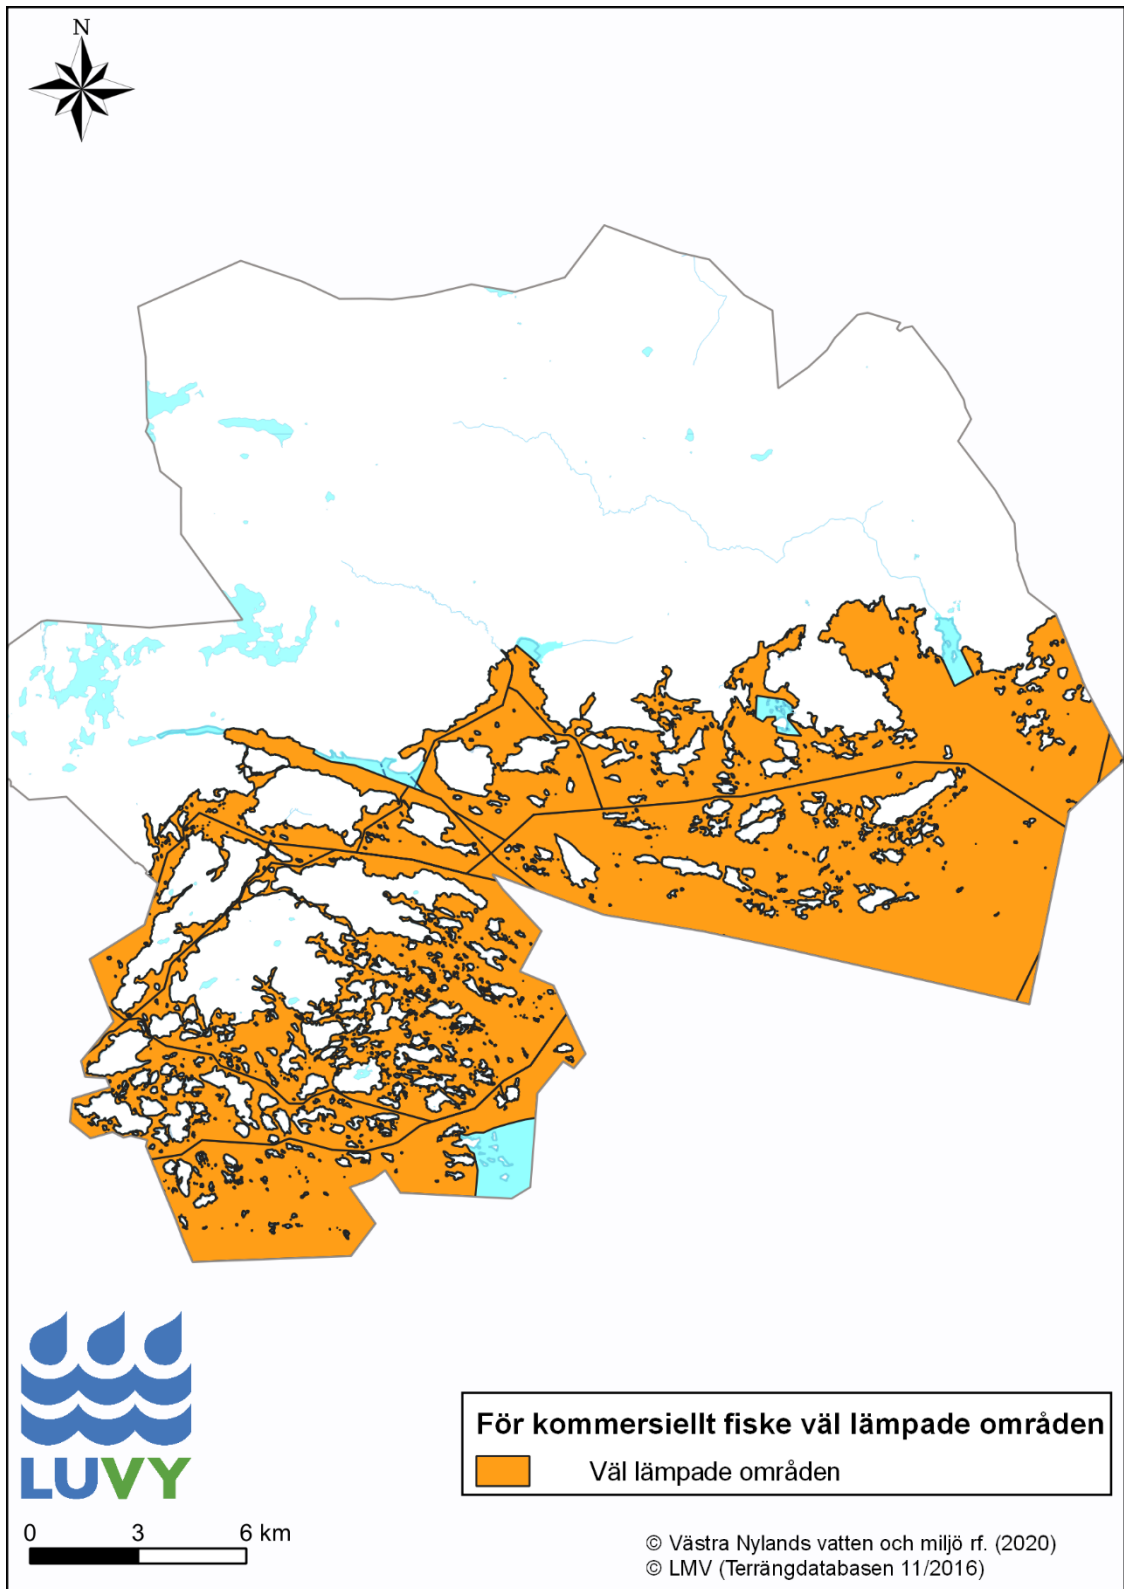 N
För kommersiellt fiske väl lämpade områden
Väl lämpade områden
LUVY
0 3 6 km
© Västra Nylands vatten och miljö rf. (2020)
© LMV (Terrängdatabasen 11/2016)